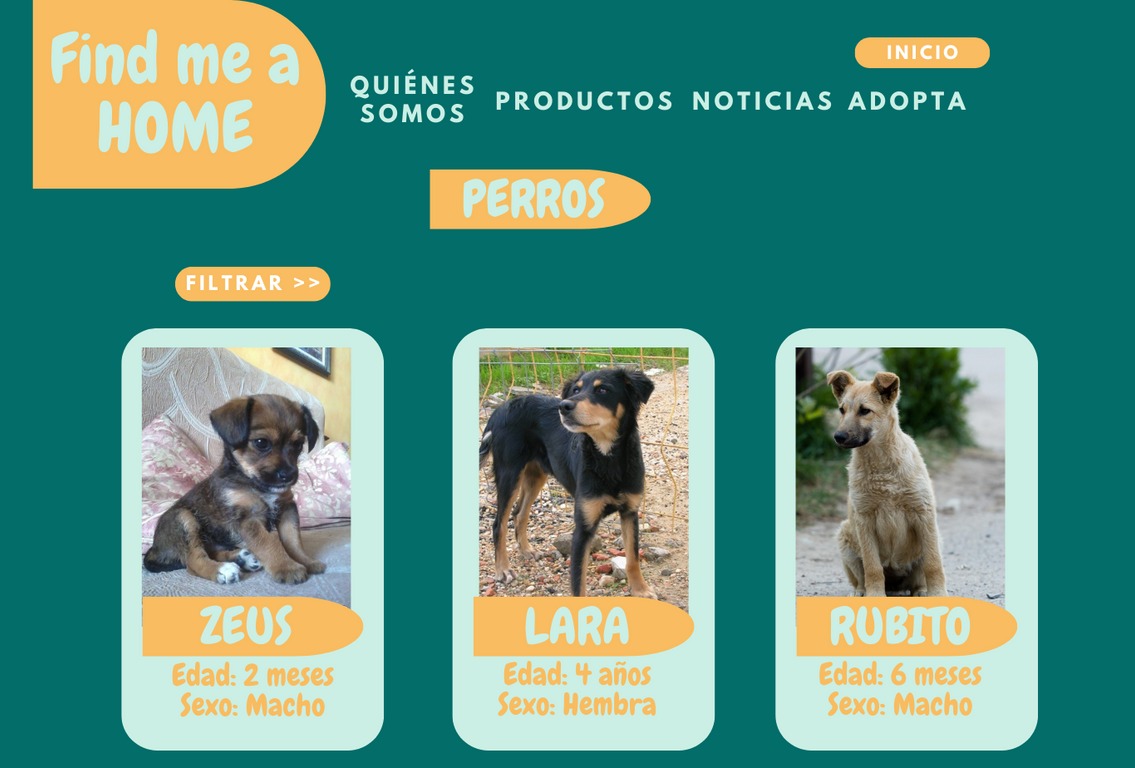 Find me a
HOME
INICIO
QUIÉNES
SOMOS
PRODUCTOS
NOTICIAS
ADOPTA
PERROS
FILTRAR >>
ZEUS
Edad: 2 meses
Sexo: Macho
LARA
Edad: 4 años
Sexo: Hembra
RUBITO
Edad: 6 meses
Sexo: Macho